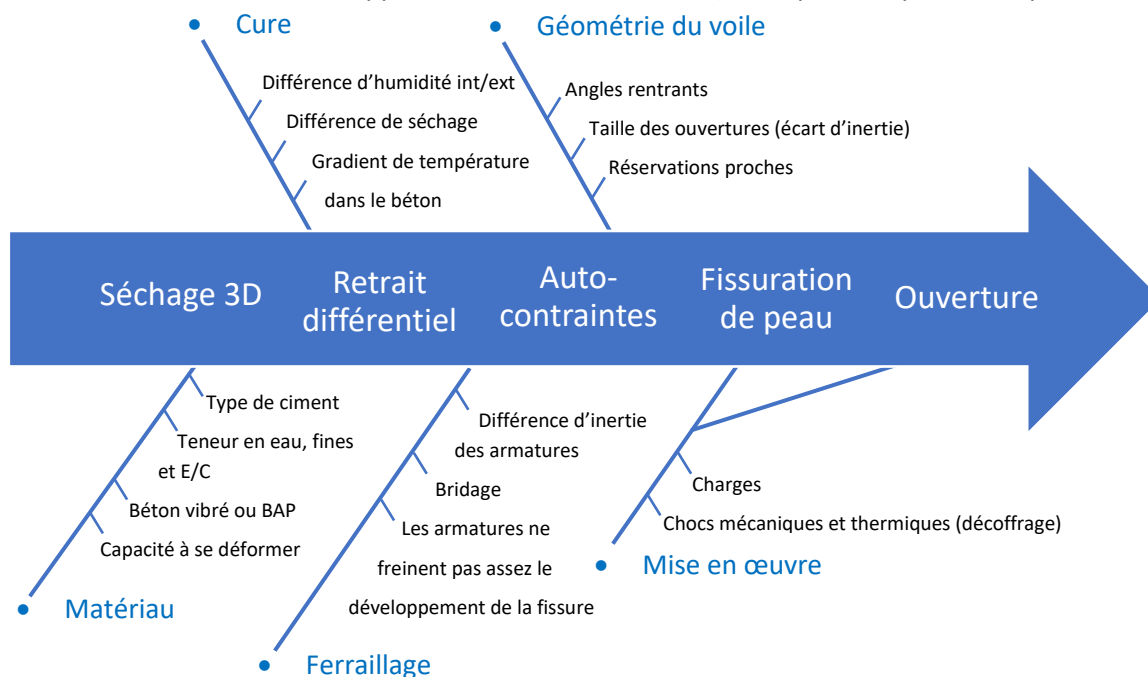 Cure
Différence d’humidité int/ext
Différence de séchage
Gradient de température
dans le béton
Géométrie du voile
Angles rentrants
Taille des ouvertures (écart d’inertie)
Réservations proches
Séchage 3D
Retrait
différentiel
Auto-
contraintes
Fissuration
de peau
Ouverture
Type de ciment
Teneur en eau, fines
et E/C
Béton vibré ou BAP
Capacité à se déformer
Matériau
Différence d’inertie
des armatures
Bridage
Les armatures ne
freinent pas assez le
développement de la fissure
Ferraillage
Charges
Chocs mécaniques et thermiques (décoffrage)
Mise en œuvre